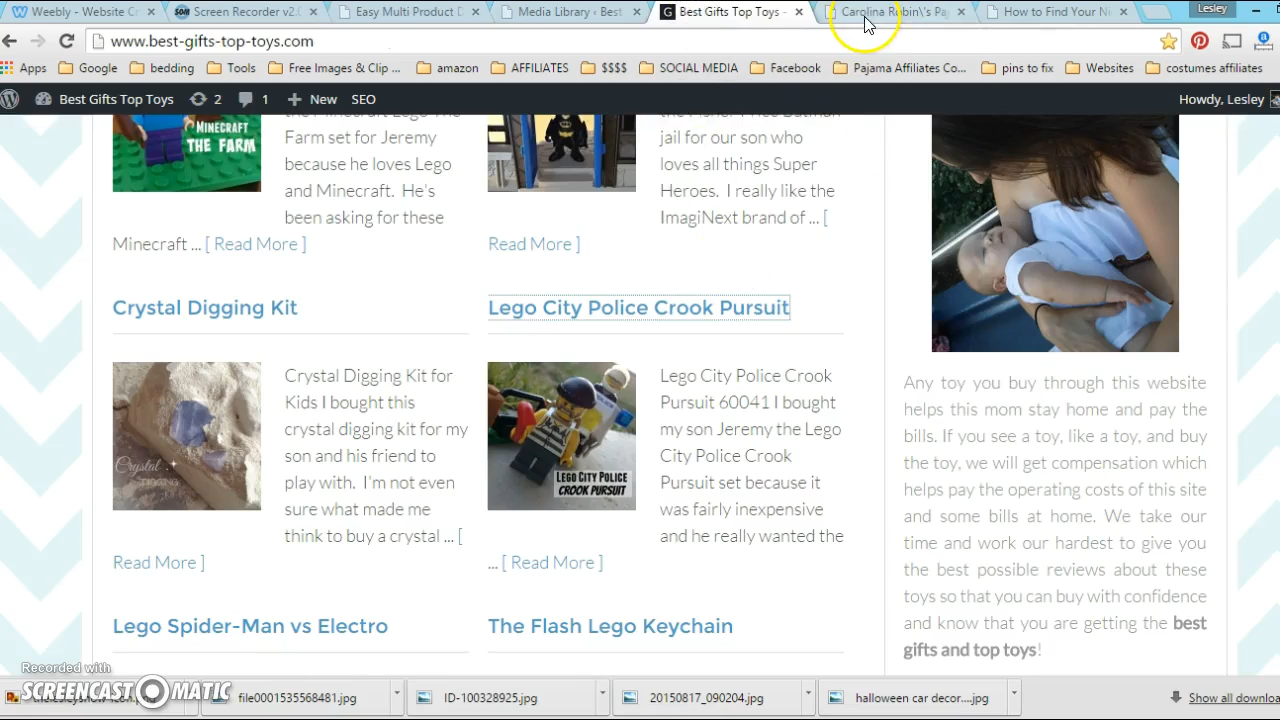 Weebly - Website C
Screen Recorder v2.
Easy Multi Product D
Media Library ‹ Best
Best Gifts Top Toys -
Carolina Rubin\'s Pa
How to Find Your Ni
Lesley
www.best-gifts-top-toys.com
Apps Google bedding Tools Free Images & Clip ... amazon AFFILIATES $$$$ SOCIAL MEDIA Facebook Pajama Affiliates Co... pins to fix Websites costumes affiliates
Best Gifts Top Toys 2 1 New SEO Howdy, Lesley
MINECRAFT
THE FARM
the Minecraft Lego The
Farm set for Jeremy
because he loves Lego
and Minecraft. He's
been asking for these
Minecraft ... [ Read More ]
jail for our son who
loves all things Super
Heroes. I really like the
ImagiNext brand of ... [
Read More ]
Crystal Digging Kit
Crystal
Digging
Crystal Digging Kit for
Kids I bought this
crystal digging kit for my
son and his friend to
play with. I'm not even
sure what made me
think to buy a crystal ... [
Read More ]
Lego City Police Crook Pursuit
LEGO CITY POLICE
CROOK PURSUIT
Lego City Police Crook
Pursuit 60041 I bought
my son Jeremy the Lego
City Police Crook
Pursuit set because it
was fairly inexpensive
and he really wanted the
... [ Read More ]
Lego Spider-Man vs Electro
The Flash Lego Keychain
Any toy you buy through this website
helps this mom stay home and pay the
bills. If you see a toy, like a toy, and buy
the toy, we will get compensation which
helps pay the operating costs of this site
and some bills at home. We take our
time and work our hardest to give you
the best possible reviews about these
toys so that you can buy with confidence
and know that you are getting the best
gifts and top toys!
Recorded with
SCREENCAST MATIC
file0001535568481.jpg
ID-100328925.jpg
20150817_090204.jpg
halloween car decor....jpg
Show all downloa